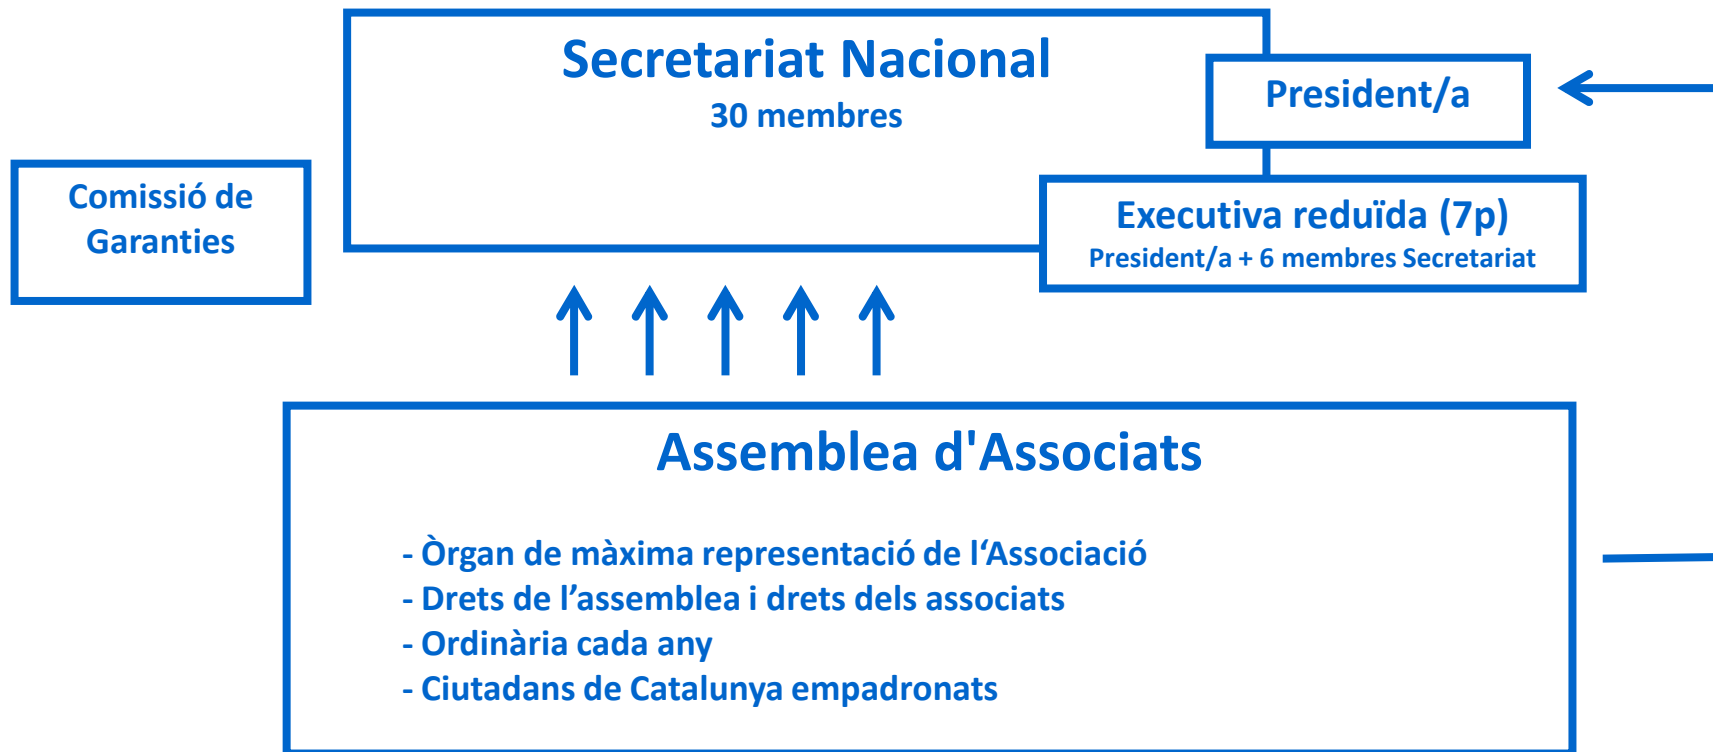 Secretariat Nacional
30 membres
President/a
Comissió de
Garanties
Executiva reduïda (7p)
President/a + 6 membres Secretariat
Assemblea d'Associats
- Òrgan de màxima representació de l‘Associació
- Drets de l’assemblea i drets dels associats
- Ordinària cada any
- Ciutadans de Catalunya empadronats